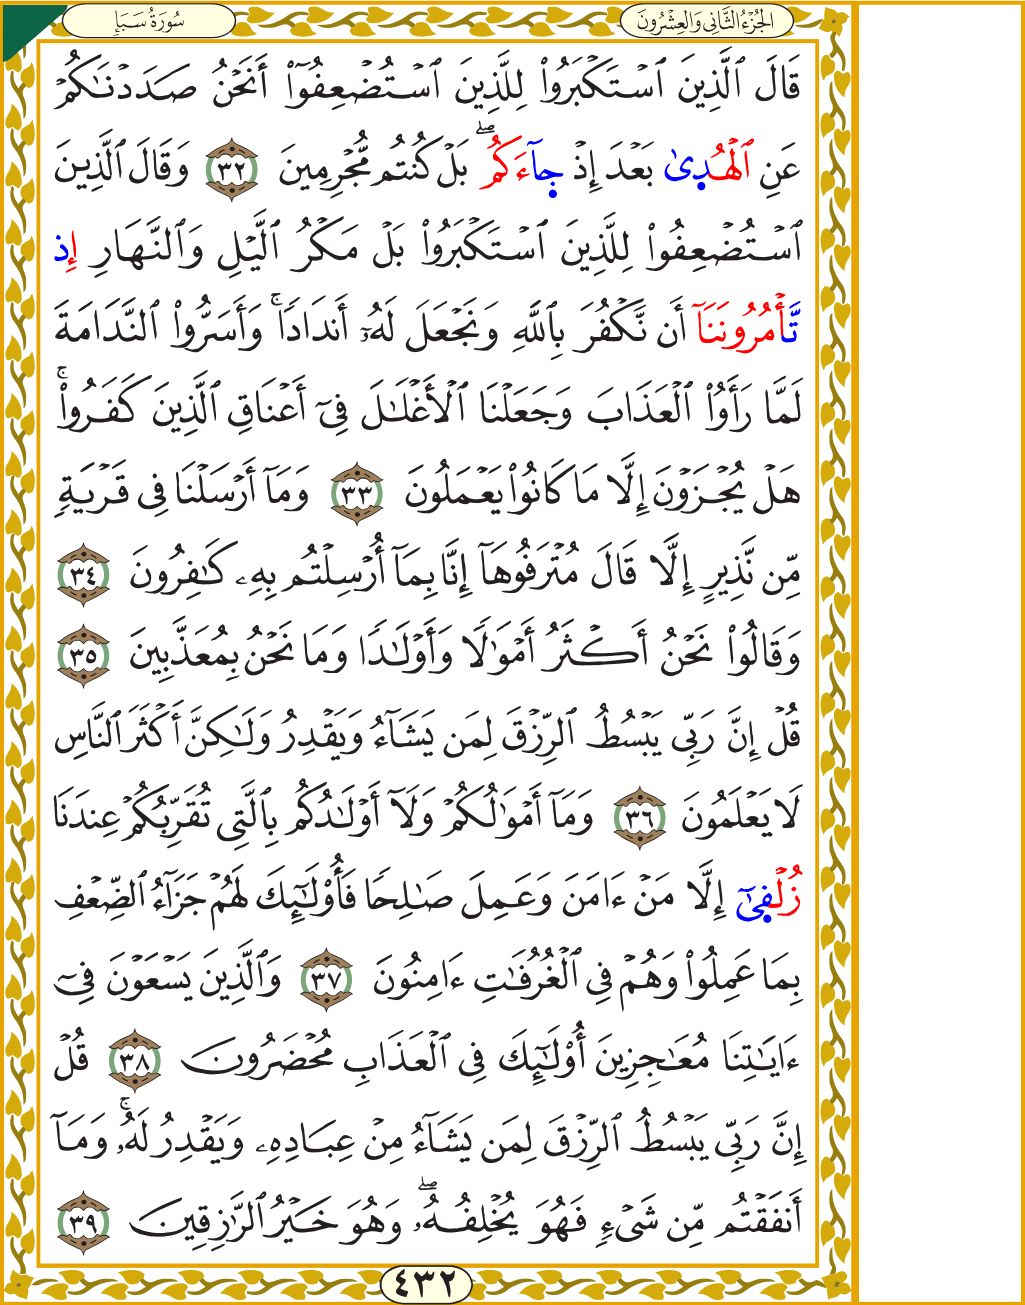 الجُزْءُ الثَّانِي وَالعِشْرُونَ
سُورَةُ سَبَإٍ
قَالَ ٱلَّذِينَ ٱسۡتَكۡبَرُواْ لِلَّذِينَ ٱسۡتُضۡعِفُوٓاْ أَنَحۡنُ صَدَدۡنَٰكُمۡ
عَنِ ٱلۡهُدِىٰ بَعۡدَ إِذۡ جَآءَكُمۖ بَلۡ كُنتُم مُّجۡرِمِينَ ٣٢ وَقَالَ ٱلَّذِينَ
ٱسۡتُضۡعِفُواْ لِلَّذِينَ ٱسۡتَكۡبَرُواْ بَلۡ مَكۡرُ ٱلَّيۡلِ وَٱلنَّهَارِ إِذ
تَّأۡمُرُونَنَآ أَن نَّكۡفُرَ بِٱللَّهِ وَنَجۡعَلَ لَهُۥٓ أَندَادٗاۚ وَأَسَرُّواْ ٱلنَّدَامَةَ
لَمَّا رَأَوُاْ ٱلۡعَذَابَ وَجَعَلۡنَا ٱلۡأَغۡلَٰلَ فِيٓ أَعۡنَاقِ ٱلَّذِينَ كَفَرُواْۚ
هَلۡ يُجۡزَوۡنَ إِلَّا مَا كَانُواْ يَعۡمَلُونَ ٣٣ وَمَآ أَرۡسَلۡنَا فِي قَرۡيَةٖ
مِّن نَّذِيرٍ إِلَّا قَالَ مُتۡرَفُوهَآ إِنَّا بِمَآ أُرۡسِلۡتُم بِهِۦ كَٰفِرُونَ ٣٤
وَقَالُواْ نَحۡنُ أَكۡثَرُ أَمۡوَٰلٗا وَأَوۡلَٰدٗا وَمَا نَحۡنُ بِمُعَذَّبِينَ ٣٥
قُلۡ إِنَّ رَبِّي يَبۡسُطُ ٱلرِّزۡقَ لِمَن يَشَآءُ وَيَقۡدِرُ وَلَٰكِنَّ أَكۡثَرَ ٱلنَّاسِ
لَا يَعۡلَمُونَ ٣٦ وَمَآ أَمۡوَٰلُكُمۡ وَلَآ أَوۡلَٰدُكُم بِٱلَّتِي تُقَرِّبُكُمۡ عِندَنَا
زُلۡفِىٰٓ إِلَّا مَنۡ ءَامَنَ وَعَمِلَ صَٰلِحٗا فَأُوْلَٰٓئِكَ لَهُمۡ جَزَآءُ ٱلضِّعۡفِ
بِمَا عَمِلُواْ وَهُمۡ فِي ٱلۡغُرُفَٰتِ ءَامِنُونَ ٣٧ وَٱلَّذِينَ يَسۡعَوۡنَ فِيٓ
ءَايَٰتِنَا مُعَٰجِزِينَ أُوْلَٰٓئِكَ فِي ٱلۡعَذَابِ مُحۡضَرُونَ ٣٨ قُلۡ
إِنَّ رَبِّي يَبۡسُطُ ٱلرِّزۡقَ لِمَن يَشَآءُ مِنۡ عِبَادِهِۦ وَيَقۡدِرُ لَهُۥۚ وَمَآ
أَنفَقۡتُم مِّن شَيۡءٖ فَهُوَ يُخۡلِفُهُۥۖ وَهُوَ خَيۡرُ ٱلرَّٰزِقِينَ ٣٩
٤٣٢